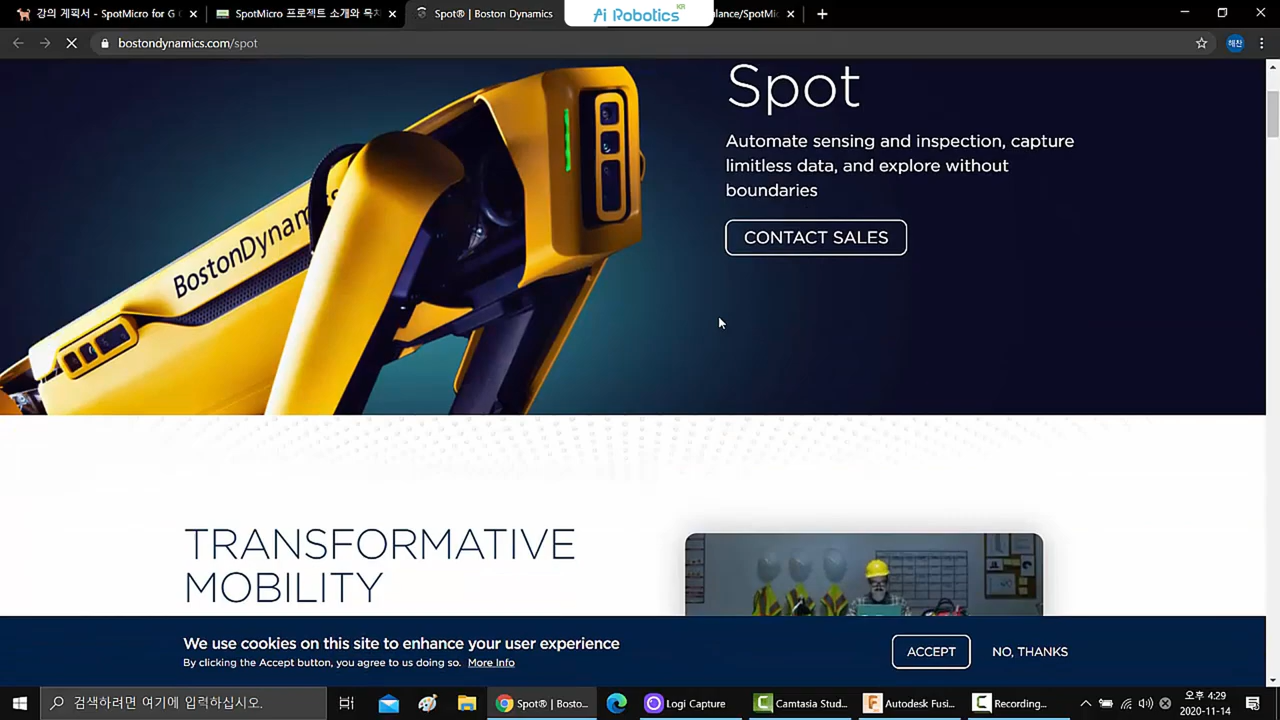 강의 계획서 - SpotMicro for G
SpotMicro 프로젝트 소개와 목차
Spot® | Boston Dynamics
Ai Robotics KR
lance/SpotMic
bostondynamics.com/spot
해찬
BostonDynamics
Spot
Automate sensing and inspection, capture
limitless data, and explore without
boundaries
CONTACT SALES
TRANSFORMATIVE
MOBILITY
We use cookies on this site to enhance your user experience
By clicking the Accept button, you agree to us doing so. More Info
ACCEPT
NO, THANKS
검색하려면 여기에 입력하십시오.
Spot® | Bosto...
Logi Capture
Camtasia Stud...
Autodesk Fusi...
Recording...
오후 4:29
2020-11-14